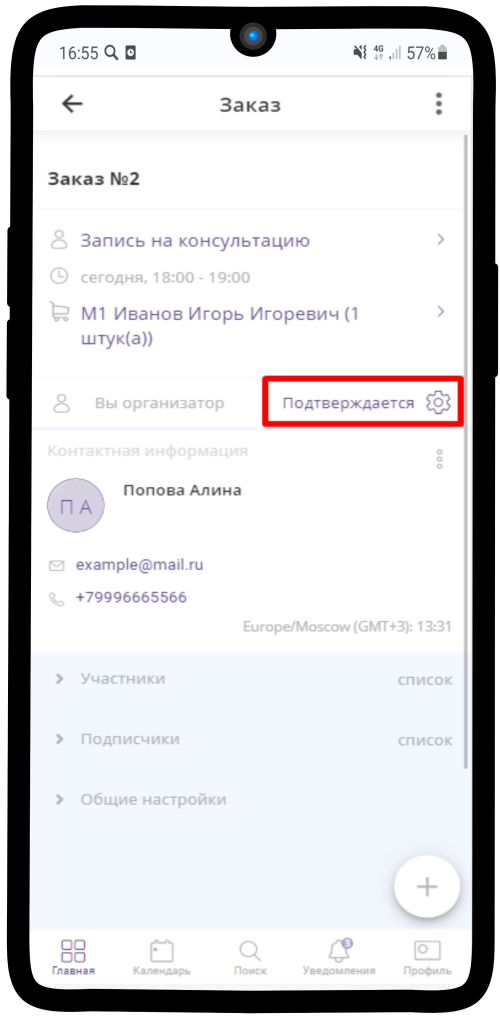 16:55 4G 57%
Заказ
Заказ №2
Запись на консультацию
сегодня, 18:00 - 19:00
М1 Иванов Игорь Игоревич (1
штук(а))
Вы организатор Подтверждается
Контактная информация
П А Попова Алина
example@mail.ru
+79996665566
Europe/Moscow (GMT+3): 13:31
Участники список
Подписчики список
Общие настройки
3
Главная Календарь Поиск Уведомления Профиль